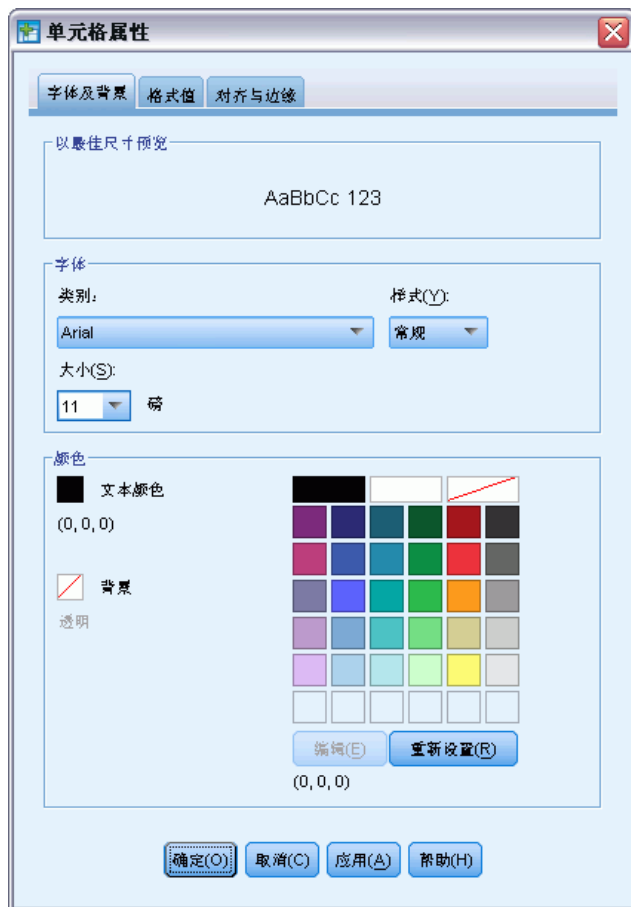 单元格属性
字体及背景 格式值 对齐与边缘
以最佳尺寸预览
AaBbCc 123
字体
类别: 样式(Y):
Arial 常规
大小(S):
11 磅
颜色
文本颜色
(0, 0, 0)
背景
透明
编辑(E) 重新设置(R)
(0, 0, 0)
确定(O) 取消(C) 应用(A) 帮助(H)